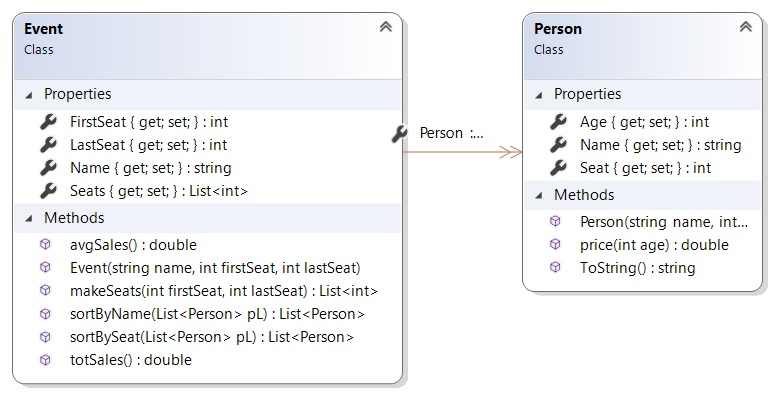 Event
Class
Properties
FirstSeat { get; set; } : int
LastSeat { get; set; } : int
Name { get; set; } : string
Seats { get; set; } : List<int>
Methods
avgSales() : double
Event(string name, int firstSeat, int lastSeat)
makeSeats(int firstSeat, int lastSeat) : List<int>
sortByName(List<Person> pL) : List<Person>
sortBySeat(List<Person> pL) : List<Person>
totSales() : double
Person :...
Person
Class
Properties
Age { get; set; } : int
Name { get; set; } : string
Seat { get; set; } : int
Methods
Person(string name, int...
price(int age) : double
ToString() : string